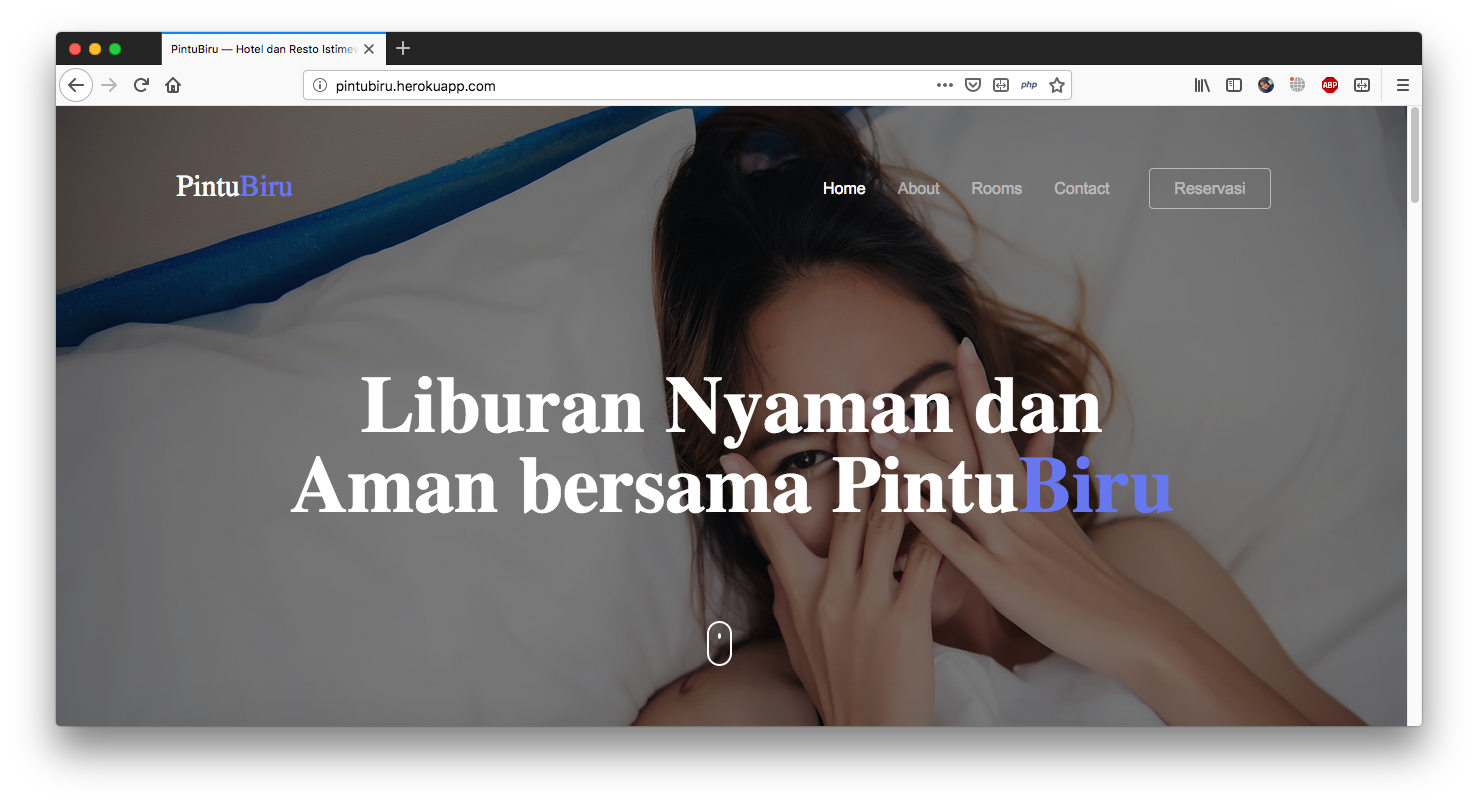 PintuBiru — Hotel dan Resto Istimew
pintubiru.herokuapp.com
php
ABP
PintuBiru
Home
About
Rooms
Contact
Reservasi
Liburan Nyaman dan
Aman bersama PintuBiru